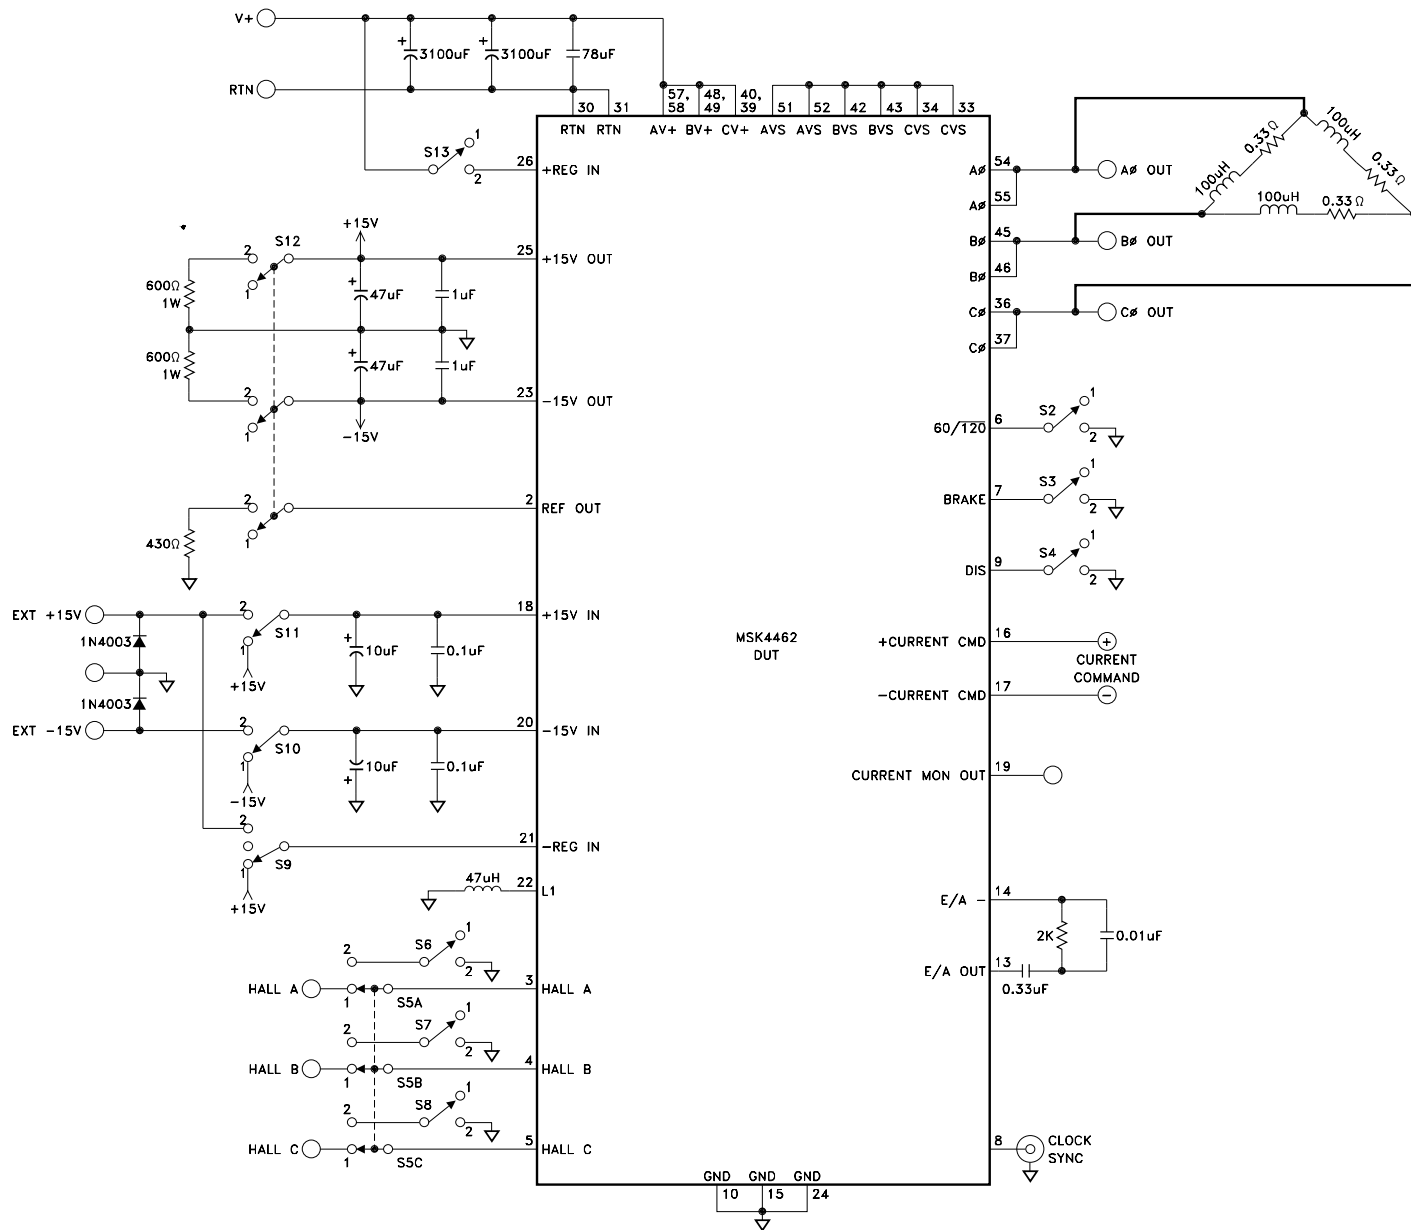 V+
+
3100uF
+
3100uF
78uF
RTN
30
31
57,
58
48,
49
40,
39
51
52
42
43
34
33
RTN
RTN
AV+
BV+
CV+
AVS
AVS
BVS
BVS
CVS
CVS
S13
1
2
26
+REG IN
+15V
2
S12
1
25
+15V OUT
600Ω
1W
+
47uF
1uF
600Ω
1W
+
47uF
1uF
2
1
23
-15V OUT
-15V
2
1
2
REF OUT
430Ω
EXT +15V
2
S11
1
18
+15V IN
1N4003
+
10uF
0.1uF
+15V
1N4003
EXT -15V
2
S10
1
20
-15V IN
10uF
+
0.1uF
-15V
2
S9
1
21
-REG IN
+15V
47uH
22
L1
2
S6
1
2
HALL A
1
S5A
3
HALL A
2
S7
1
2
HALL B
1
S5B
4
HALL B
2
S8
1
2
HALL C
1
S5C
5
HALL C
MSK4462
DUT
GND
GND
GND
10
15
24
AØ
54
AØ
55
AØ OUT
BØ
45
BØ
46
BØ OUT
CØ
36
CØ
37
CØ OUT
100uH
0.33Ω
100uH
0.33Ω
100uH
0.33Ω
60/120
6
S2
1
2
BRAKE
7
S3
1
2
DIS
9
S4
1
2
+CURRENT CMD
16
+
CURRENT
COMMAND
-CURRENT CMD
17
-
CURRENT MON OUT
19
E/A -
14
2K
0.01uF
E/A OUT
13
0.33uF
8
CLOCK
SYNC